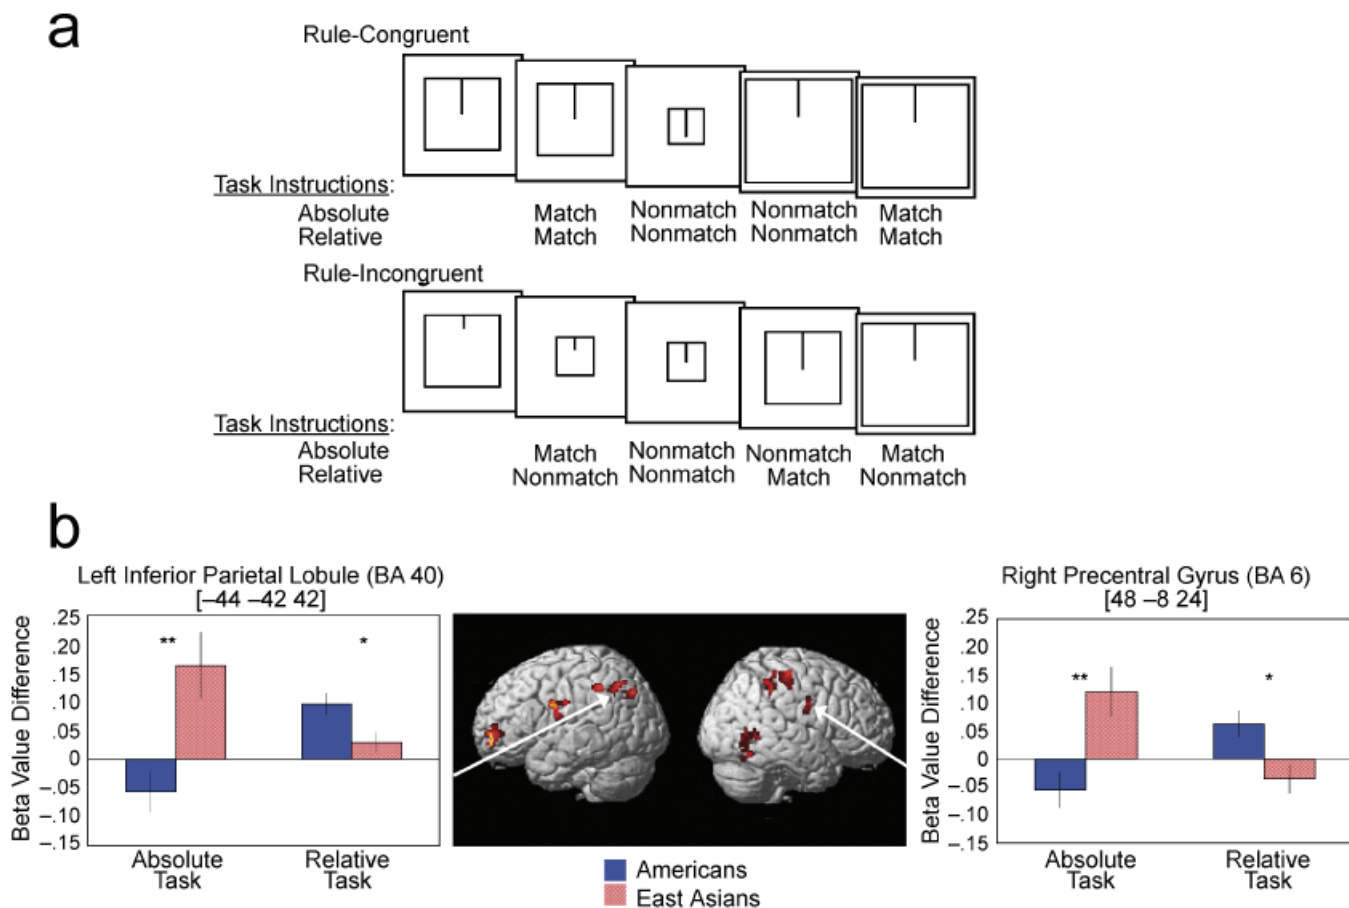 a
Rule-Congruent
Task Instructions:
Absolute Match Nonmatch Nonmatch Match
Relative Match Nonmatch Nonmatch Match
Rule-Incongruent
Task Instructions:
Absolute Match Nonmatch Nonmatch Match
Relative Nonmatch Nonmatch Match Nonmatch
b
Left Inferior Parietal Lobule (BA 40)
[–44 –42 42]
Beta Value Difference
.25
.20
.15
.10
.05
0
–.05
–.10
–.15
** *
Absolute Task
Relative Task
Right Precentral Gyrus (BA 6)
[48 –8 24]
Beta Value Difference
.25
.20
.15
.10
.05
0
–.05
–.10
–.15
** *
Absolute Task
Relative Task
Americans
East Asians